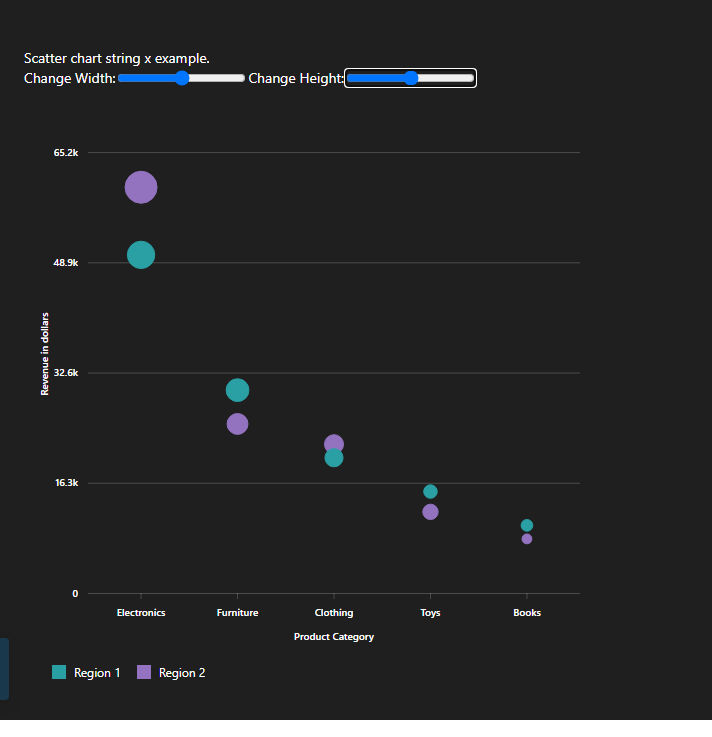 Scatter chart string x example.
Change Width: Change Height:
65.2k
48.9k
32.6k
16.3k
0
Revenue in dollars
Electronics Furniture Clothing Toys Books
Product Category
Region 1 Region 2